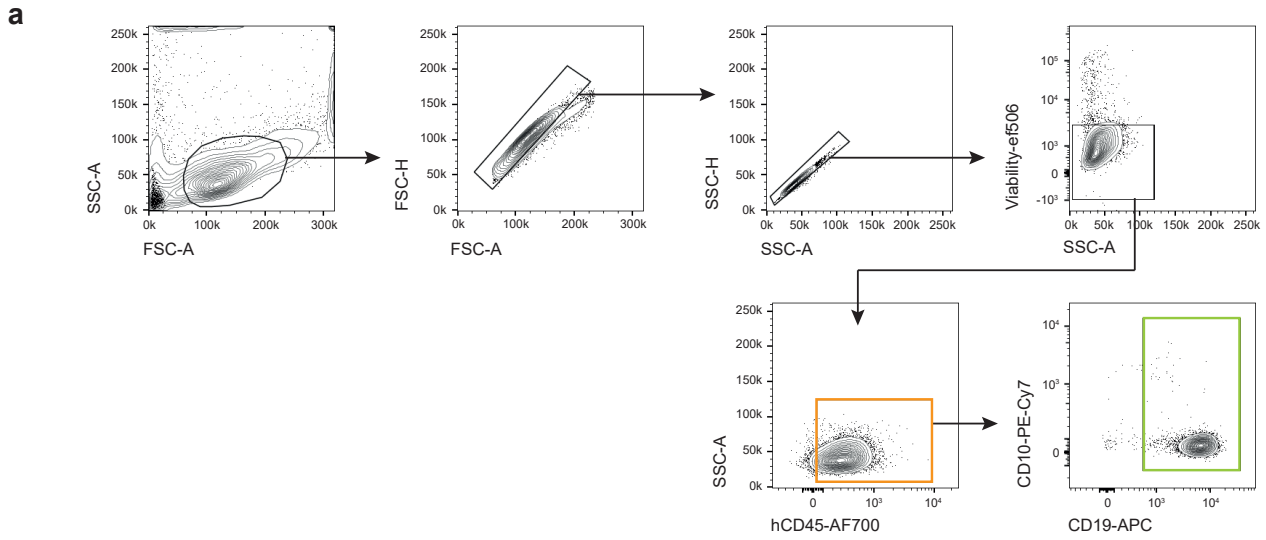 a
250k
200k
150k
100k
50k
0k
SSC-A
0k 100k 200k
FSC-A
250k
200k
150k
100k
50k
0k
FSC-H
0k 100k 200k 300k
FSC-A
250k
200k
150k
100k
50k
0k
SSC-H
0k 50k 100k 150k 200k 250k
SSC-A
10⁵
10⁴
10³
0
-10³
Viability-ef506
0k 50k 100k 150k 200k 250k
SSC-A
250k
200k
150k
100k
50k
0k
SSC-A
0 10³ 10⁴
hCD45-AF700
10⁴
10³
0
CD10-PE-Cy7
0 10³ 10⁴
CD19-APC